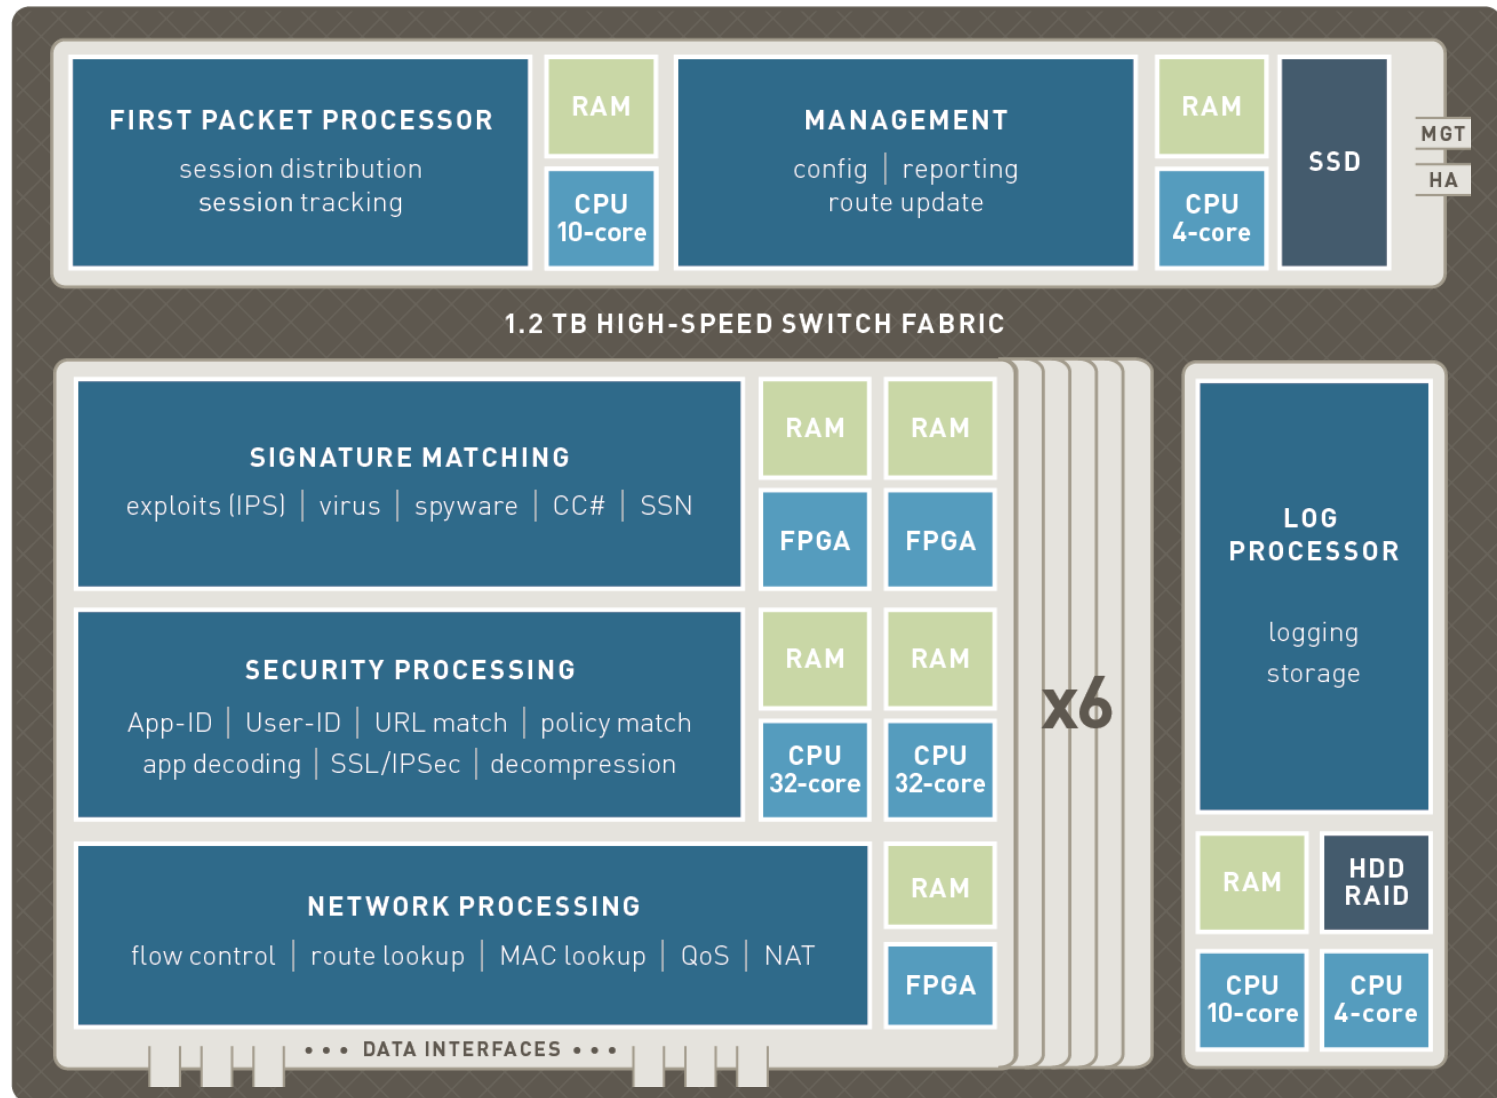 FIRST PACKET PROCESSOR
session distribution
session tracking
RAM
CPU
10-core
MANAGEMENT
config | reporting
route update
RAM
CPU
4-core
SSD
MGT
HA
1.2 TB HIGH-SPEED SWITCH FABRIC
SIGNATURE MATCHING
exploits (IPS) | virus | spyware | CC# | SSN
RAM
RAM
FPGA
FPGA
SECURITY PROCESSING
App-ID | User-ID | URL match | policy match
app decoding | SSL/IPSec | decompression
RAM
RAM
CPU
32-core
CPU
32-core
NETWORK PROCESSING
flow control | route lookup | MAC lookup | QoS | NAT
RAM
FPGA
• • • DATA INTERFACES • • •
x6
LOG
PROCESSOR
logging
storage
RAM
HDD
RAID
CPU
10-core
CPU
4-core